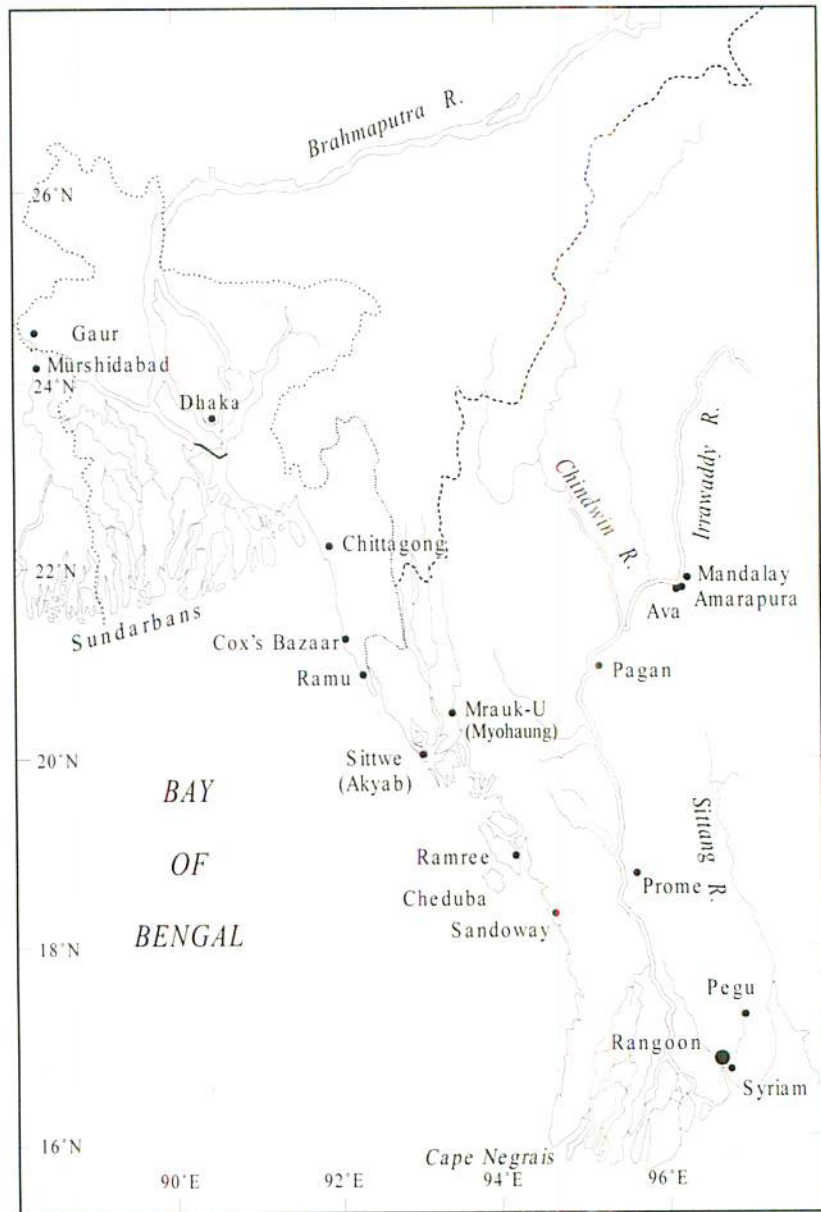 Brahmaputra R.
26°N
Gaur
Mürshidabad
24°N
Dhaka
Chindwin R.
Irrawaddy R.
Chittagong
22°N
Mandalay
Amarapura
Ava
Sundarbans
Cox's Bazaar
Ramu
Pagan
Mrauk-U
(Myohaung)
20°N
Sittwe
(Akyab)
BAY
OF
BENGAL
Sittang R.
Ramree
Prome
Cheduba
Sandoway
18°N
Pegu
Rangoon
Syriam
16°N
Cape Negrais
90°E
92°E
94°E
96°E